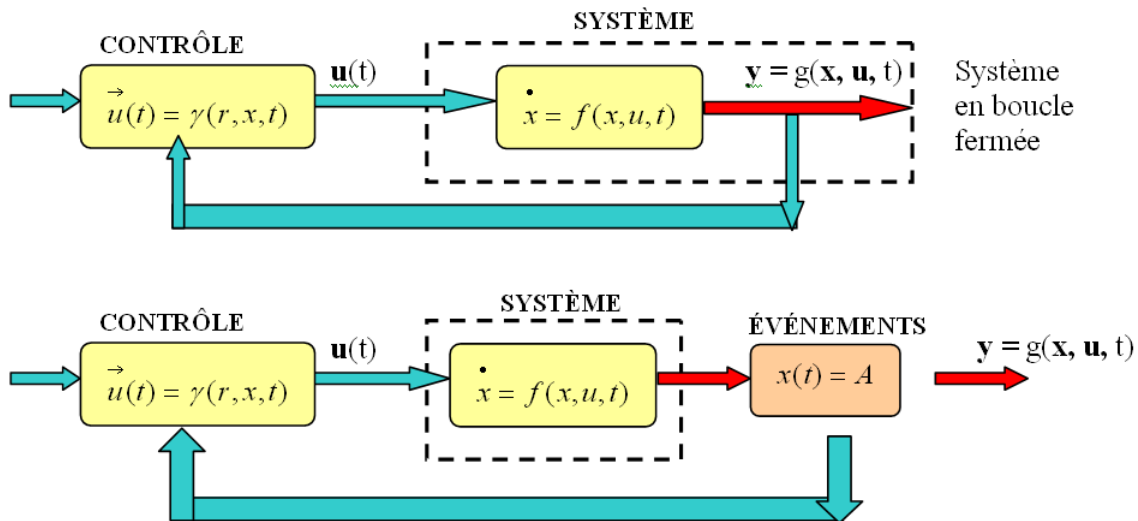 SYSTÈME
CONTRÔLE
u(t)
y = g(x, u, t)
Système
en boucle
fermée
u⃗(t) = γ(r, x, t)
ẋ = f(x, u, t)
SYSTÈME
CONTRÔLE
ÉVÉNEMENTS
u(t)
y = g(x, u, t)
u⃗(t) = γ(r, x, t)
ẋ = f(x, u, t)
x(t) = A